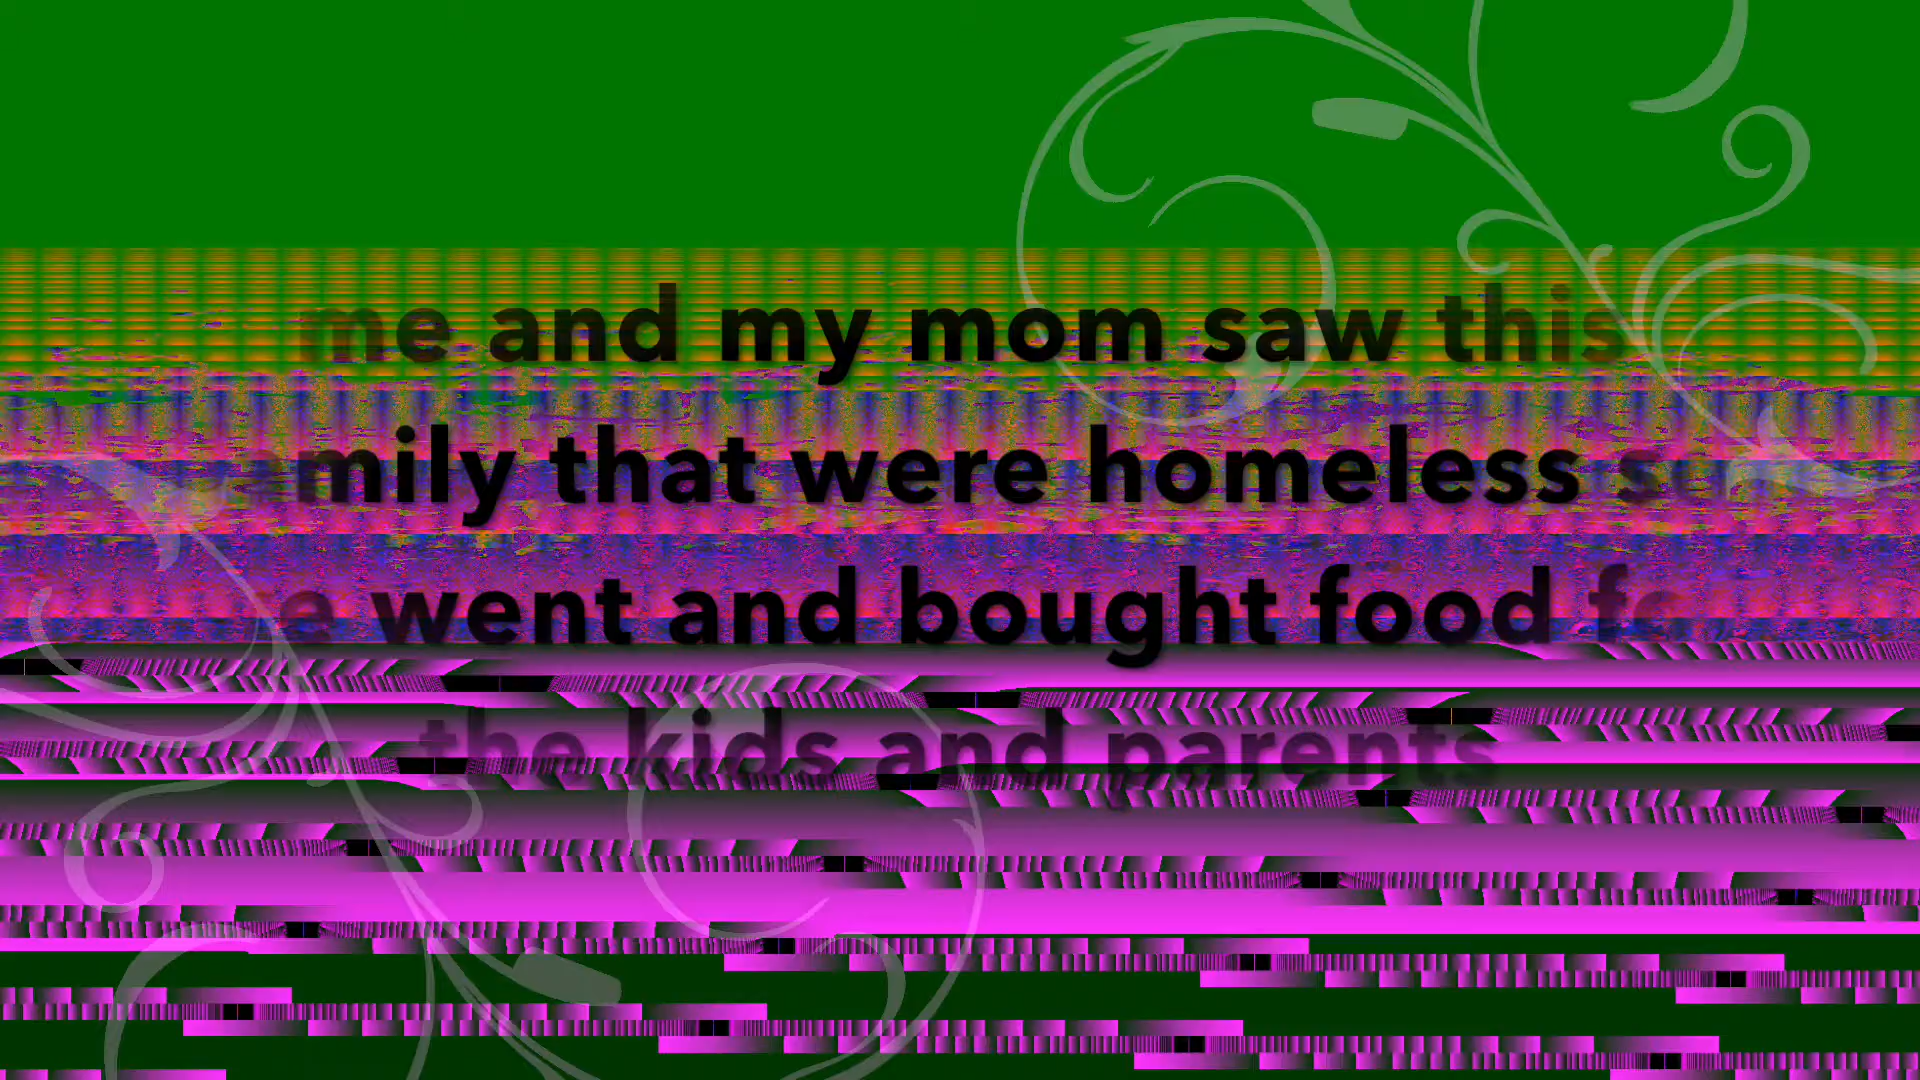 me and my mom saw this
mily that were homeless
went and bought food
the kids and parents